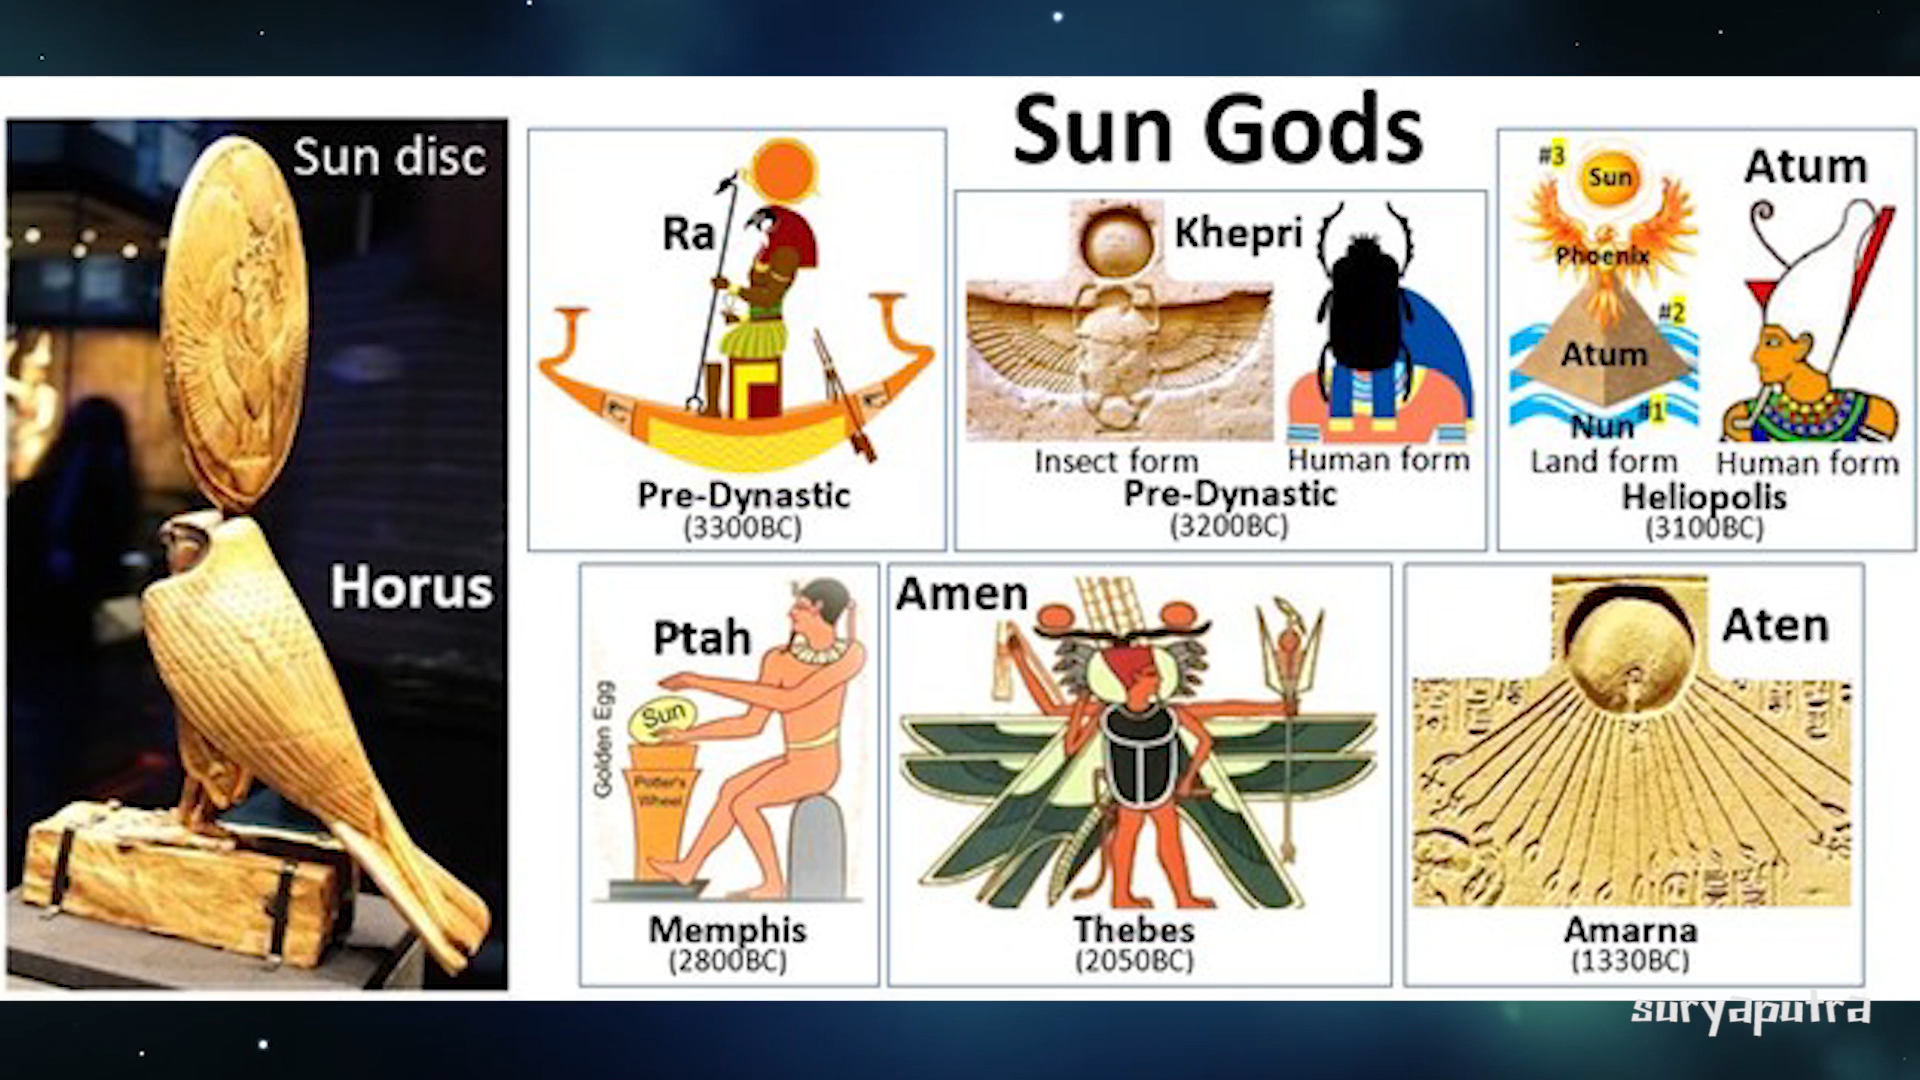 Sun Gods
Sun disc
Horus
Ra
Pre-Dynastic
(3300BC)
Khepri
Insect form
Human form
Pre-Dynastic
(3200BC)
#3
Sun
Atum
Phoenix
#2
Atum
#1
Nun
Land form
Human form
Heliopolis
(3100BC)
Ptah
Golden Egg
Sun
Potter's
Wheel
Memphis
(2800BC)
Amen
Thebes
(2050BC)
Aten
Amarna
(1330BC)
suryaputra